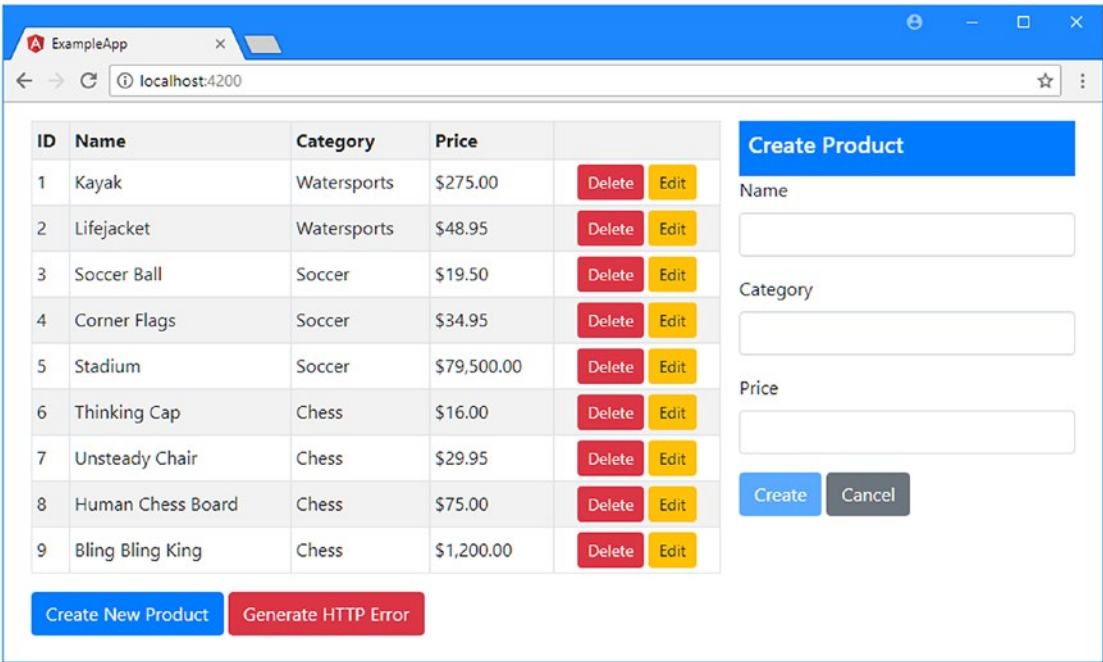 ExampleApp
localhost:4200
ID Name Category Price
1 Kayak Watersports $275.00 Delete Edit
2 Lifejacket Watersports $48.95 Delete Edit
3 Soccer Ball Soccer $19.50 Delete Edit
4 Corner Flags Soccer $34.95 Delete Edit
5 Stadium Soccer $79,500.00 Delete Edit
6 Thinking Cap Chess $16.00 Delete Edit
7 Unsteady Chair Chess $29.95 Delete Edit
8 Human Chess Board Chess $75.00 Delete Edit
9 Bling Bling King Chess $1,200.00 Delete Edit
Create New Product Generate HTTP Error
Create Product
Name
Category
Price
Create Cancel